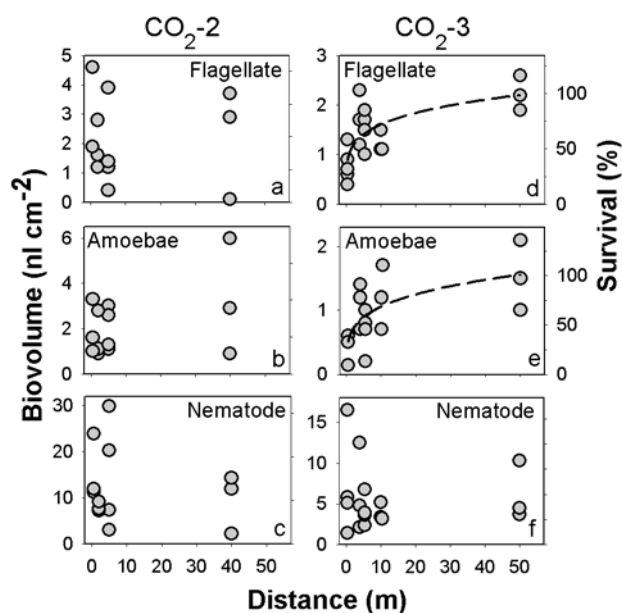 CO2-2
CO2-3
Biovolume (nl cm-2)
Survival (%)
5
4
3
2
1
0
Flagellate
a
3
2
1
0
Flagellate
d
100
50
0
6
4
2
0
Amoebae
b
2
1
0
Amoebae
e
100
50
0
30
20
10
0
Nematode
c
20
15
10
5
0
Nematode
f
0 10 20 30 40 50
0 10 20 30 40 50
Distance (m)